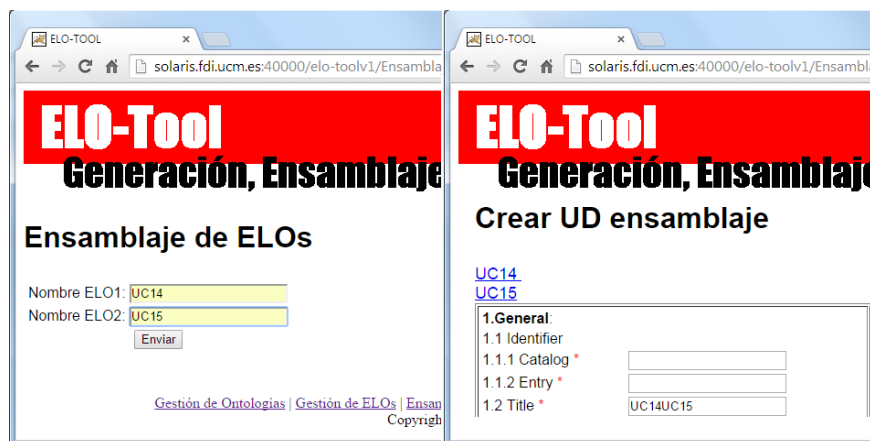 ELO-TOOL
solaris.fdi.ucm.es:40000/elo-toolv1/Ensambla
ELO-Tool
Generación, Ensamblaje
Ensamblaje de ELOs
Nombre ELO1: UC14
Nombre ELO2: UC15
Enviar
Gestión de Ontologías | Gestión de ELOs | Ensan
Copyrigh
ELO-TOOL
solaris.fdi.ucm.es:40000/elo-toolv1/Ensambl
ELO-Tool
Generación, Ensamblaje
Crear UD ensamblaje
UC14
UC15
1.General:
1.1 Identifier
1.1.1 Catalog *
1.1.2 Entry *
1.2 Title * UC14UC15